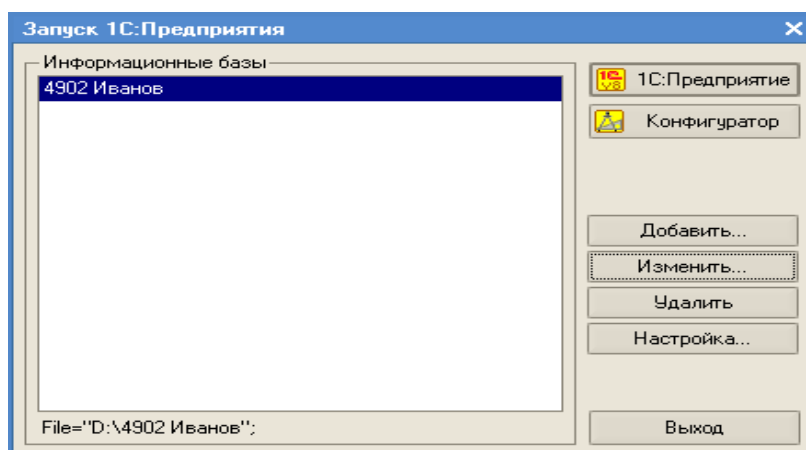 Запуск 1С:Предприятия
Информационные базы
4902 Иванов
1С:Предприятие
Конфигуратор
Добавить...
Изменить...
Удалить
Настройка...
File="D:\4902 Иванов";
Выход